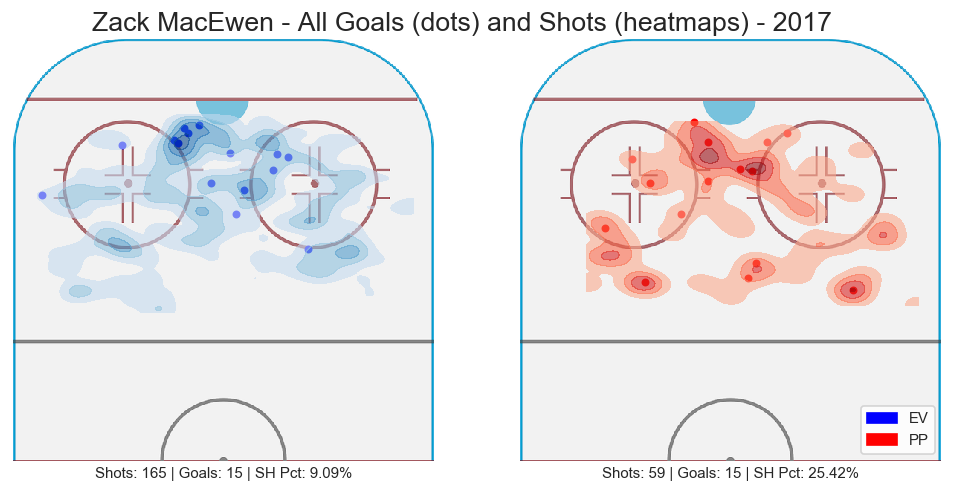 Zack MacEwen - All Goals (dots) and Shots (heatmaps) - 2017
EV
PP
Shots: 165 | Goals: 15 | SH Pct: 9.09%
Shots: 59 | Goals: 15 | SH Pct: 25.42%